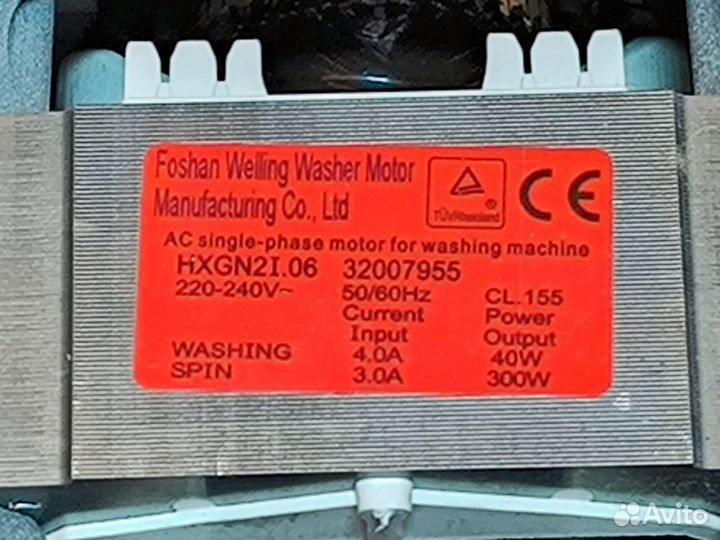 Foshan Welling Washer Motor
Manufacturing Co., Ltd
TÜVRheinland
CE
AC single-phase motor for washing machine
HXGN2I.06 32007955
220-240V~ 50/60Hz CL.155
Current Power
Input Output
WASHING 4.0A 40W
SPIN 3.0A 300W
Avito